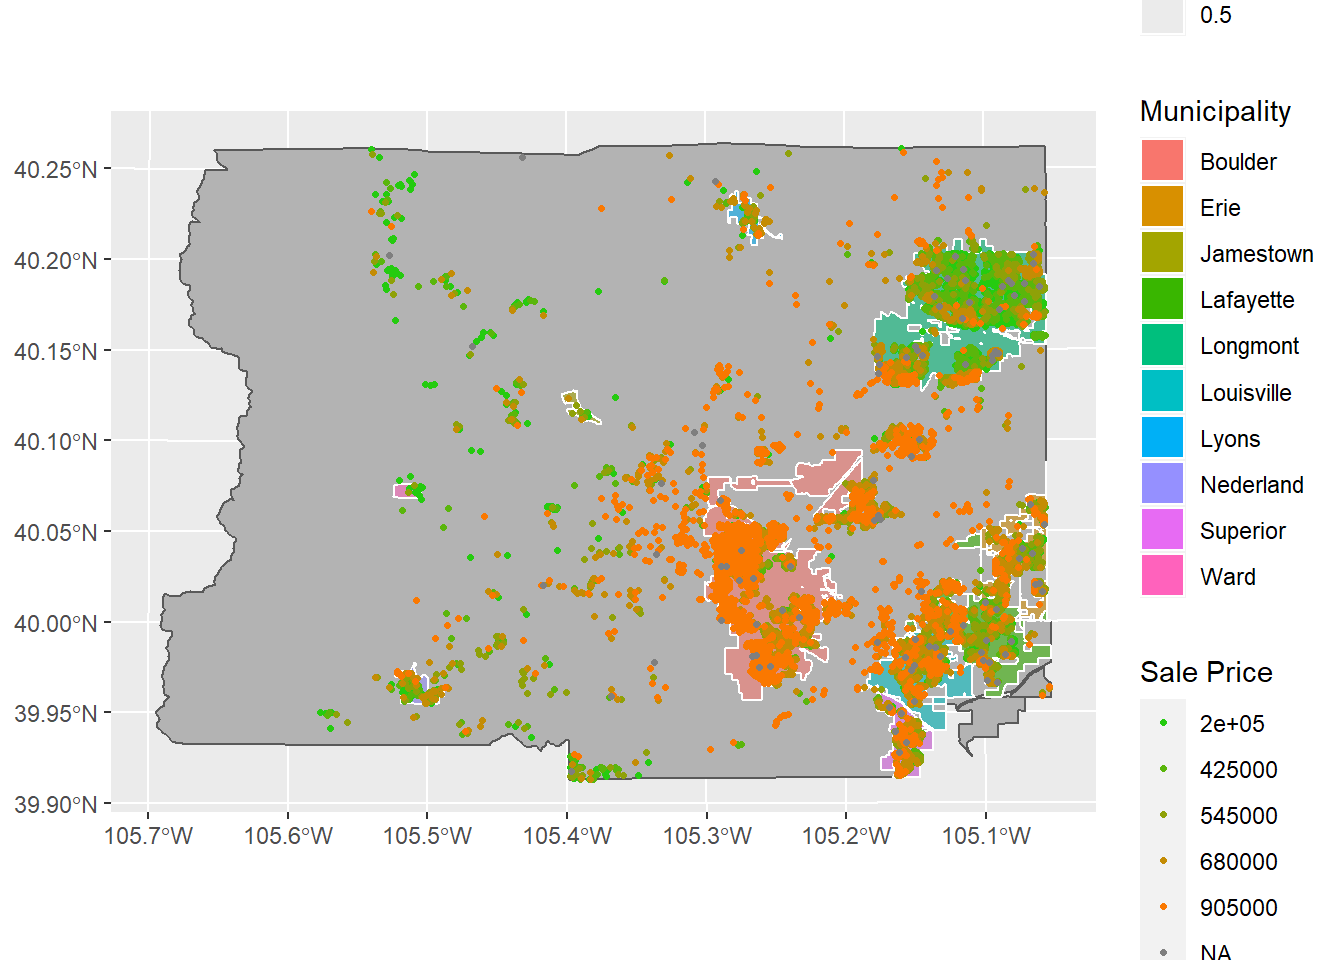 0.5
Municipality
Boulder
Erie
Jamestown
Lafayette
Longmont
Louisville
Lyons
Nederland
Superior
Ward
Sale Price
2e+05
425000
545000
680000
905000
NA
40.25°N
40.20°N
40.15°N
40.10°N
40.05°N
40.00°N
39.95°N
39.90°N
105.7°W 105.6°W 105.5°W 105.4°W 105.3°W 105.2°W 105.1°W